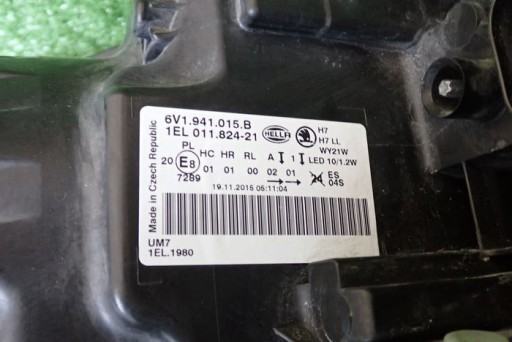 6V1.941.015.B
1EL 011.824-21
HELLA
H7
H7 LL
WY21W
LED 10/1.2W
PL HC HR RL A 1
20 E8 01 01 00 02 01
7289
ES
04S
19.11.2015 05:11:04
Made in Czech Republic
UM7
1EL.1980